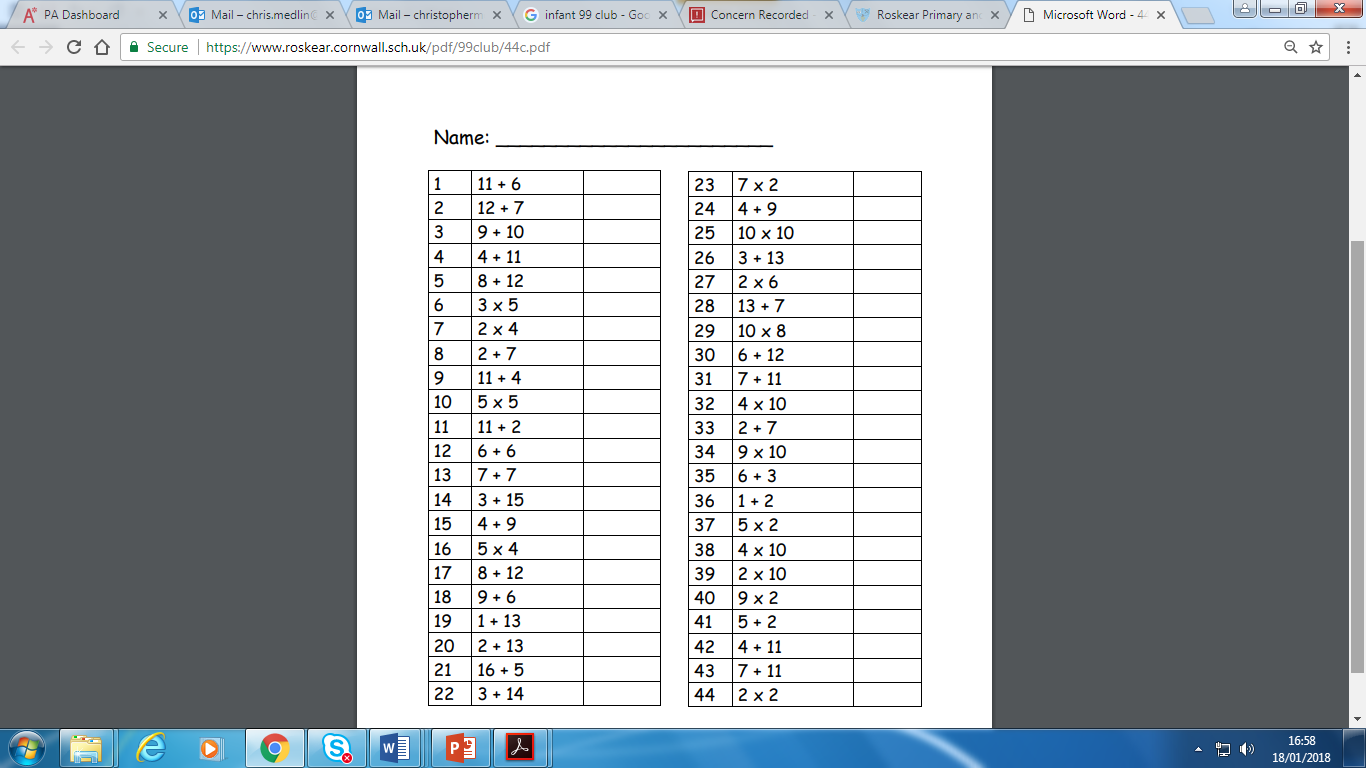 PA Dashboard
Mail – chris.medlin@
Mail – christopherm
infant 99 club - Goo
Concern Recorded -
Roskear Primary and
Microsoft Word - 44
Secure https://www.roskear.cornwall.sch.uk/pdf/99club/44c.pdf
Name: _________________________
1 11 + 6
2 12 + 7
3 9 + 10
4 4 + 11
5 8 + 12
6 3 x 5
7 2 x 4
8 2 + 7
9 11 + 4
10 5 x 5
11 11 + 2
12 6 + 6
13 7 + 7
14 3 + 15
15 4 + 9
16 5 x 4
17 8 + 12
18 9 + 6
19 1 + 13
20 2 + 13
21 16 + 5
22 3 + 14
23 7 x 2
24 4 + 9
25 10 x 10
26 3 + 13
27 2 x 6
28 13 + 7
29 10 x 8
30 6 + 12
31 7 + 11
32 4 x 10
33 2 + 7
34 9 x 10
35 6 + 3
36 1 + 2
37 5 x 2
38 4 x 10
39 2 x 10
40 9 x 2
41 5 + 2
42 4 + 11
43 7 + 11
44 2 x 2
16:58
18/01/2018